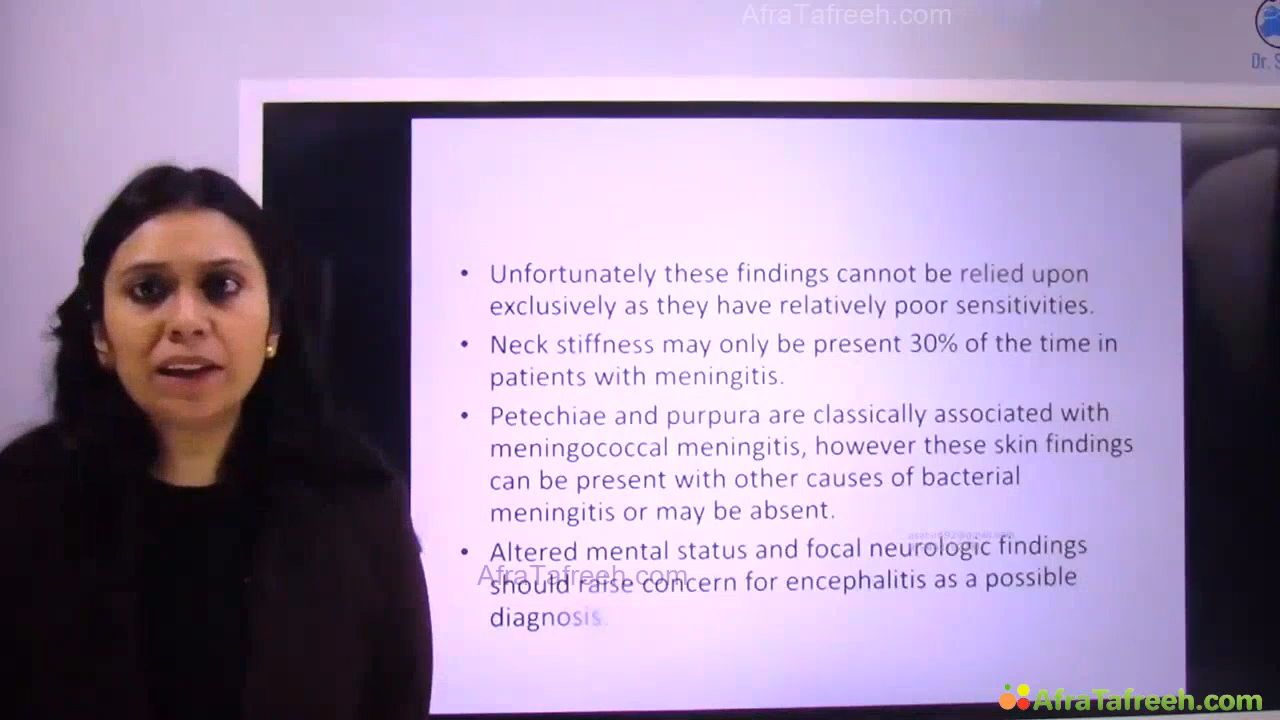 AfraTafreeh.com
Dr. S
• Unfortunately these findings cannot be relied upon
exclusively as they have relatively poor sensitivities.
• Neck stiffness may only be present 30% of the time in
patients with meningitis.
• Petechiae and purpura are classically associated with
meningococcal meningitis, however these skin findings
can be present with other causes of bacterial
meningitis or may be absent.
• Altered mental status and focal neurologic findings
AfraTafreeh.com
should raise concern for encephalitis as a possible
diagnosis.
AfraTafreeh.com